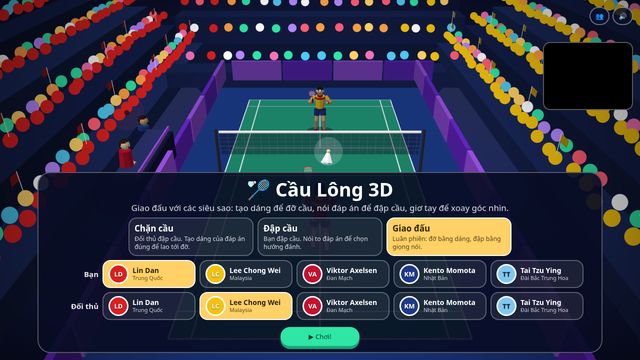 Cầu Lông 3D
Giao đấu với các siêu sao: tạo dáng để đỡ cầu, nói đáp án để đập cầu, giơ tay để xoay góc nhìn.
Chặn cầu
Đối thủ đập cầu. Tạo dáng của đáp án đúng để lao tới đỡ.
Đập cầu
Bạn đập cầu. Nói to đáp án để chọn hướng đánh.
Giao đấu
Luân phiên: đỡ bằng dáng, đập bằng giọng nói.
Bạn
LD Lin Dan
Trung Quốc
LC Lee Chong Wei
Malaysia
VA Viktor Axelsen
Đan Mạch
KM Kento Momota
Nhật Bản
TT Tai Tzu Ying
Đài Bắc Trung Hoa
Đối thủ
LD Lin Dan
Trung Quốc
LC Lee Chong Wei
Malaysia
VA Viktor Axelsen
Đan Mạch
KM Kento Momota
Nhật Bản
TT Tai Tzu Ying
Đài Bắc Trung Hoa
▶ Chơi!